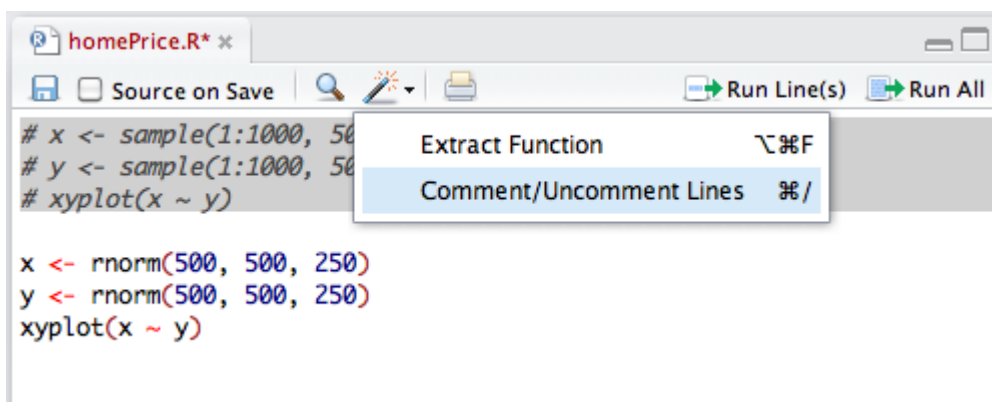 homePrice.R*
Source on Save Run Line(s) Run All
# x <- sample(1:1000, 50
# y <- sample(1:1000, 50
# xyplot(x ~ y)
Extract Function ⌥⌘F
Comment/Uncomment Lines ⌘/
x <- rnorm(500, 500, 250)
y <- rnorm(500, 500, 250)
xyplot(x ~ y)